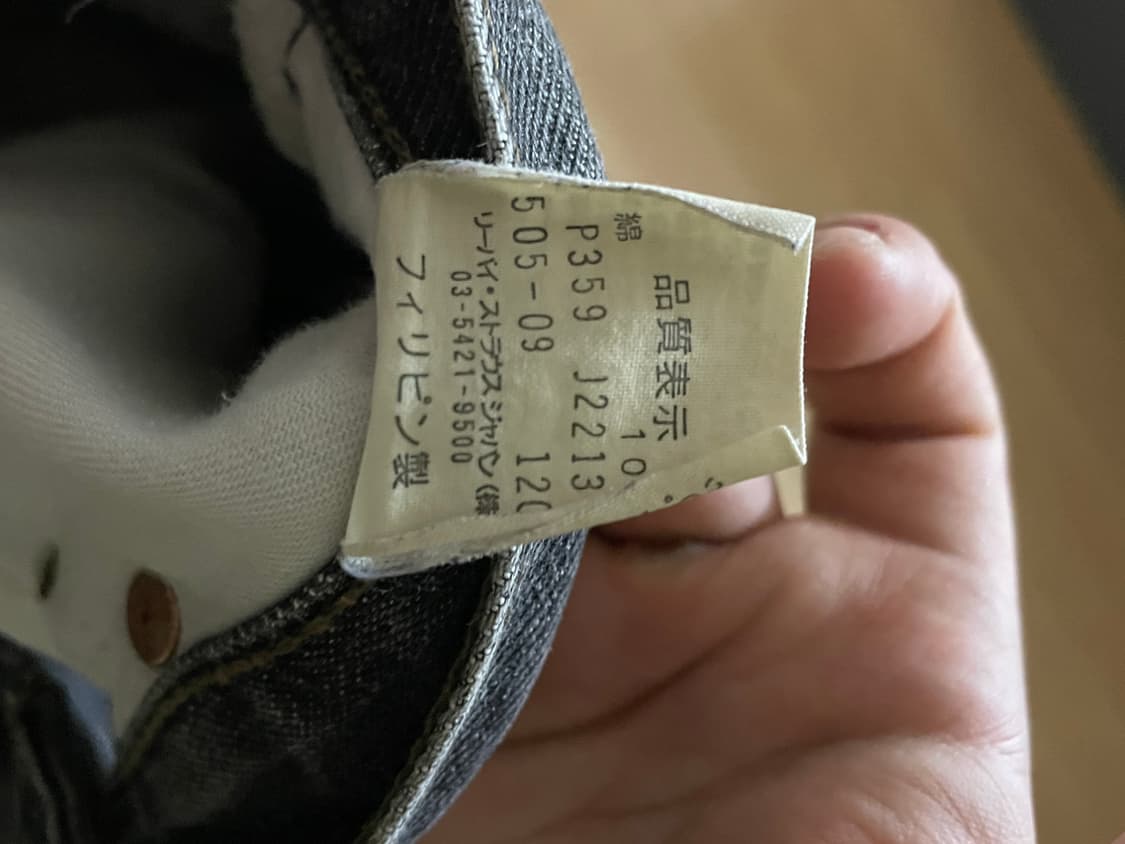 品質表示
綿 10
P359 J2213
505-09 120
リーバイ・ストラウス ジャパン(株
03-5421-9500
フィリピン製